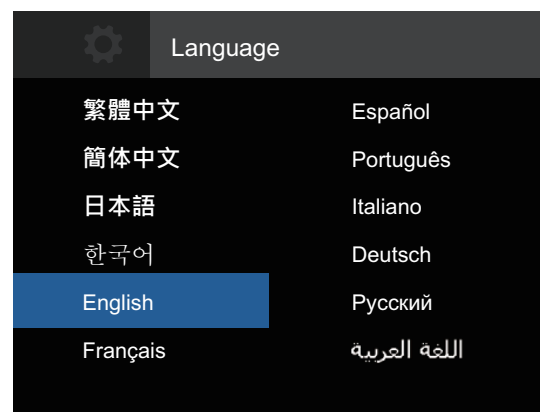 Language
繁體中文
簡体中文
日本語
한국어
English
Français
Español
Português
Italiano
Deutsch
Русский
اللغة العربية